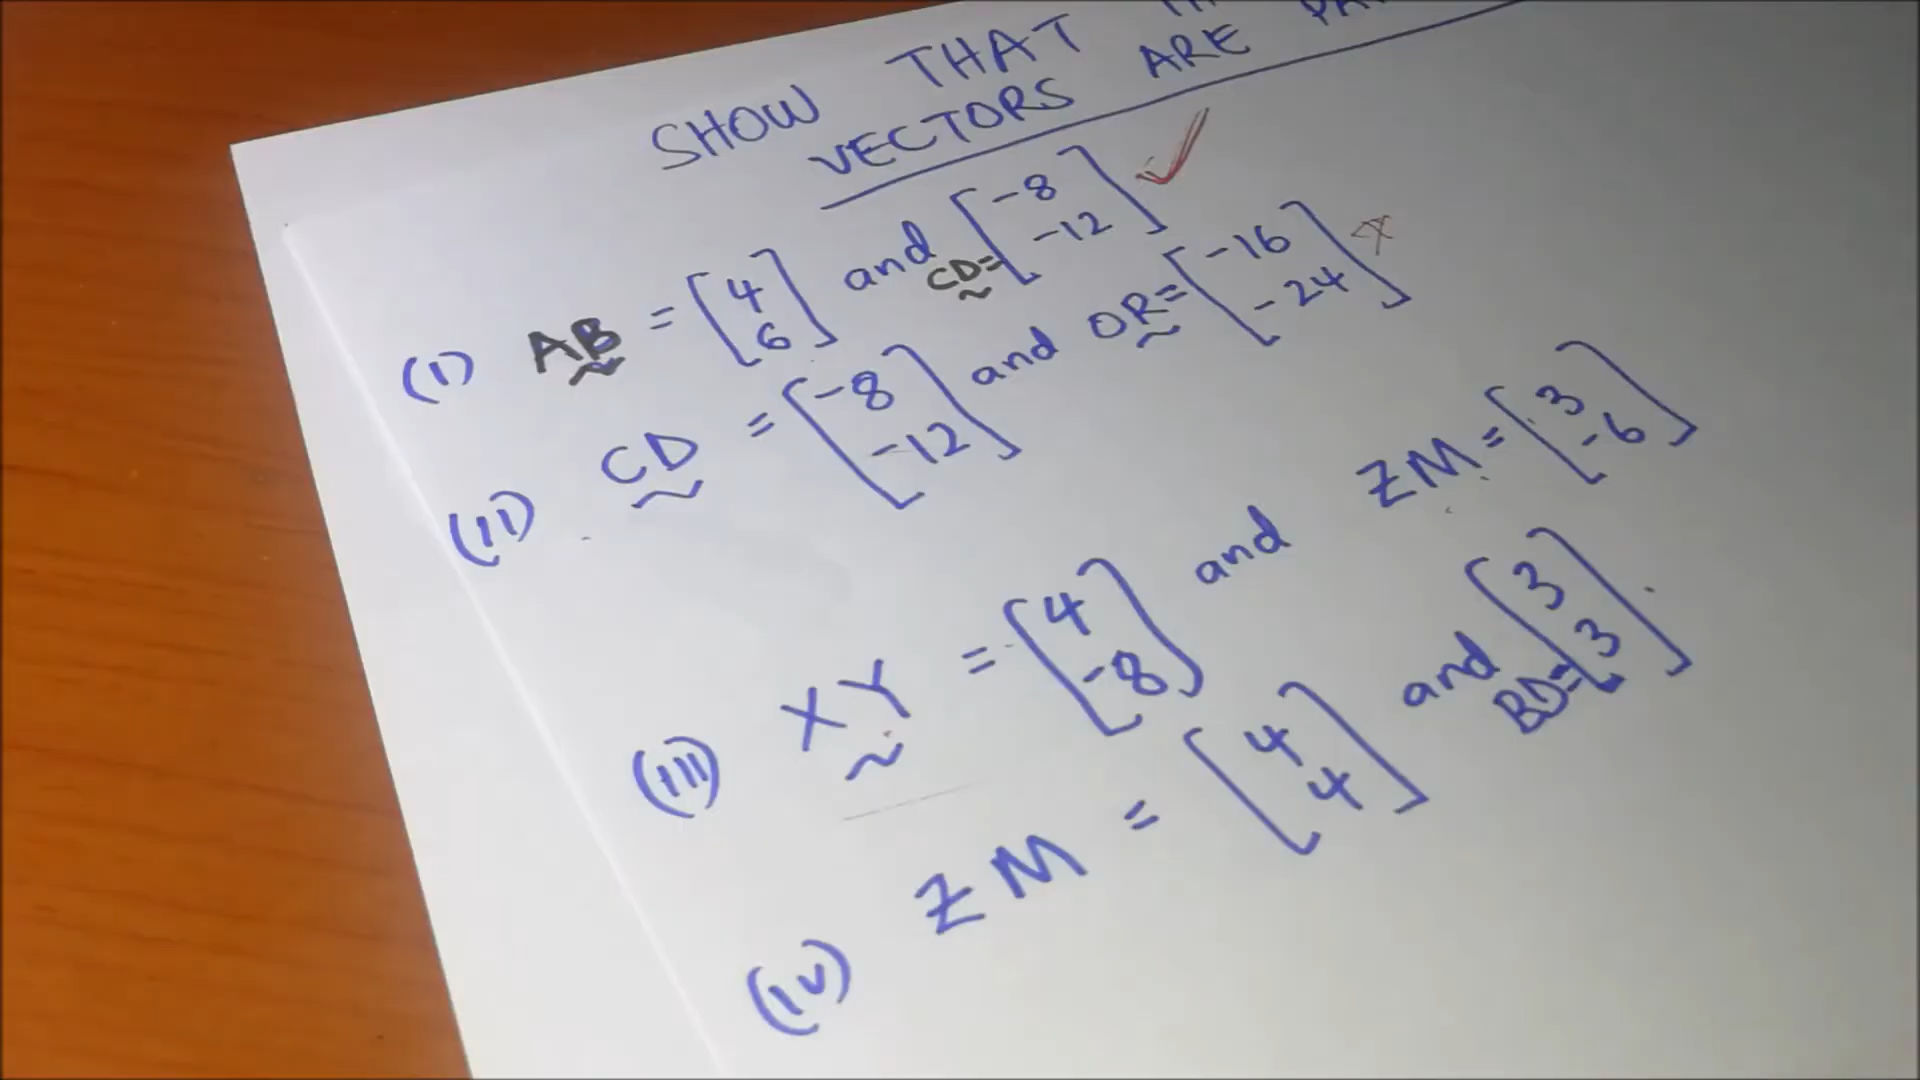 SHOW THAT
VECTORS ARE
(i) AB = [4 6] and CD = [-8 -12]
(ii) CD = [-8 -12] and OR = [-16 -24]
(iii) XY = [4 -8] and ZM = [3 -6]
(iv) ZM = [4 4] and BD = [3 3]